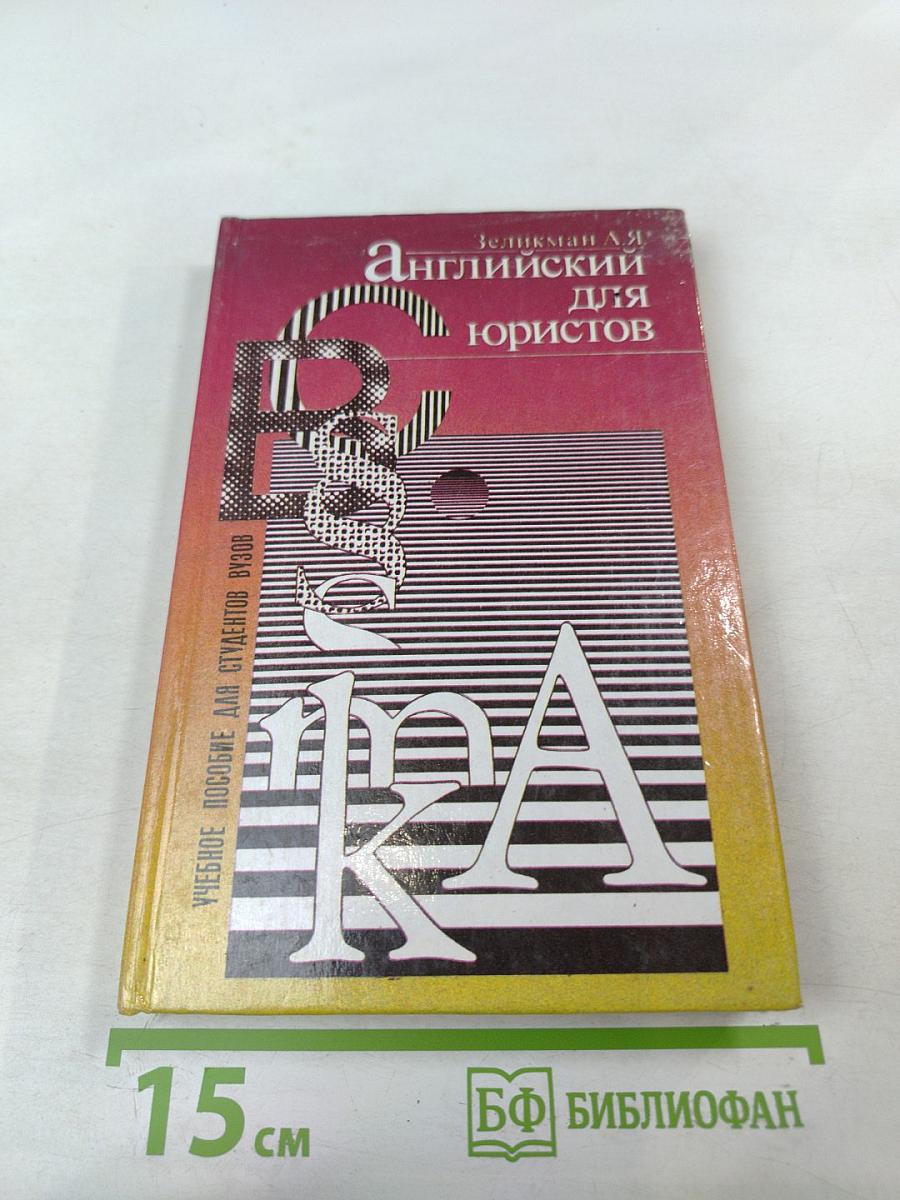 Зеликман А.Я.
английский
для
юристов
УЧЕБНОЕ ПОСОБИЕ ДЛЯ СТУДЕНТОВ ВУЗОВ
C
B
§
m
k
A
15 см
БФ БИБЛИОФАН